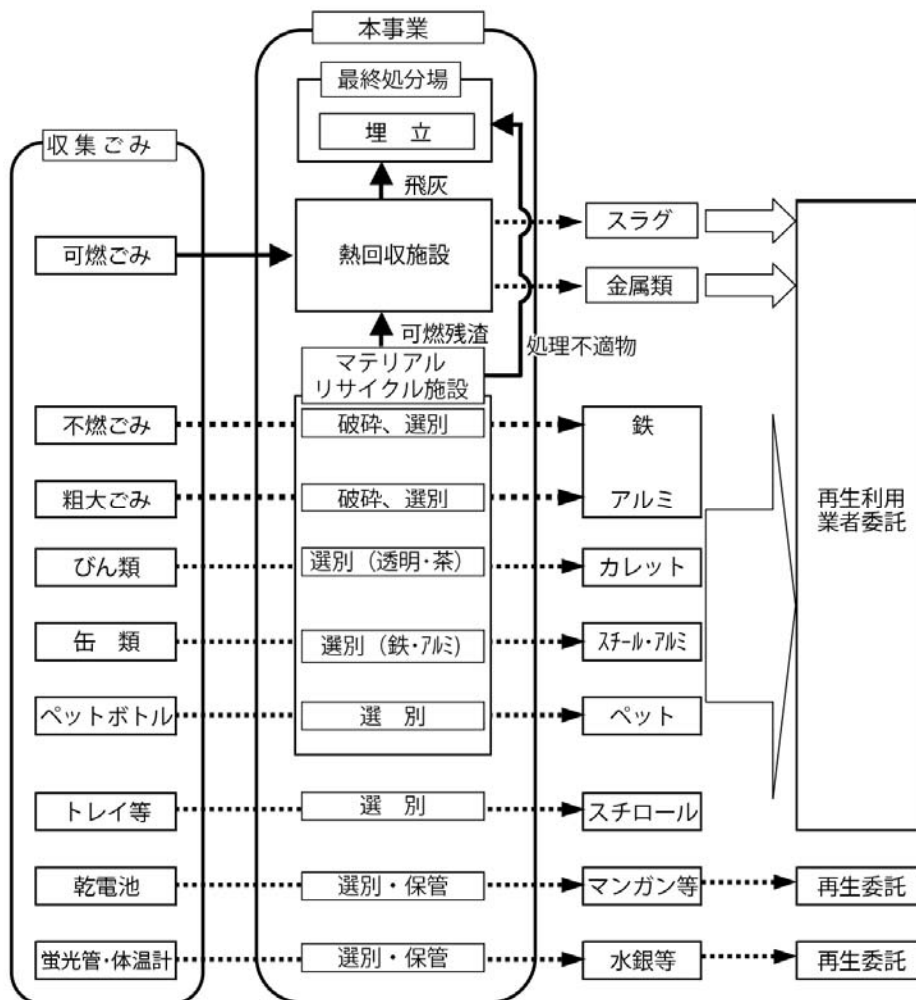 本事業
最終処分場
埋　立
収集ごみ
飛灰
可燃ごみ
熱回収施設
スラグ
金属類
可燃残渣
処理不適物
マテリアル
リサイクル施設
不燃ごみ
破砕、選別
鉄
粗大ごみ
破砕、選別
アルミ
再生利用
業者委託
びん類
選別（透明･茶）
カレット
缶　類
選別（鉄･アルミ）
スチール･アルミ
ペットボトル
選　別
ペット
トレイ等
選　別
スチロール
乾電池
選別・保管
マンガン等
再生委託
蛍光管･体温計
選別・保管
水銀等
再生委託